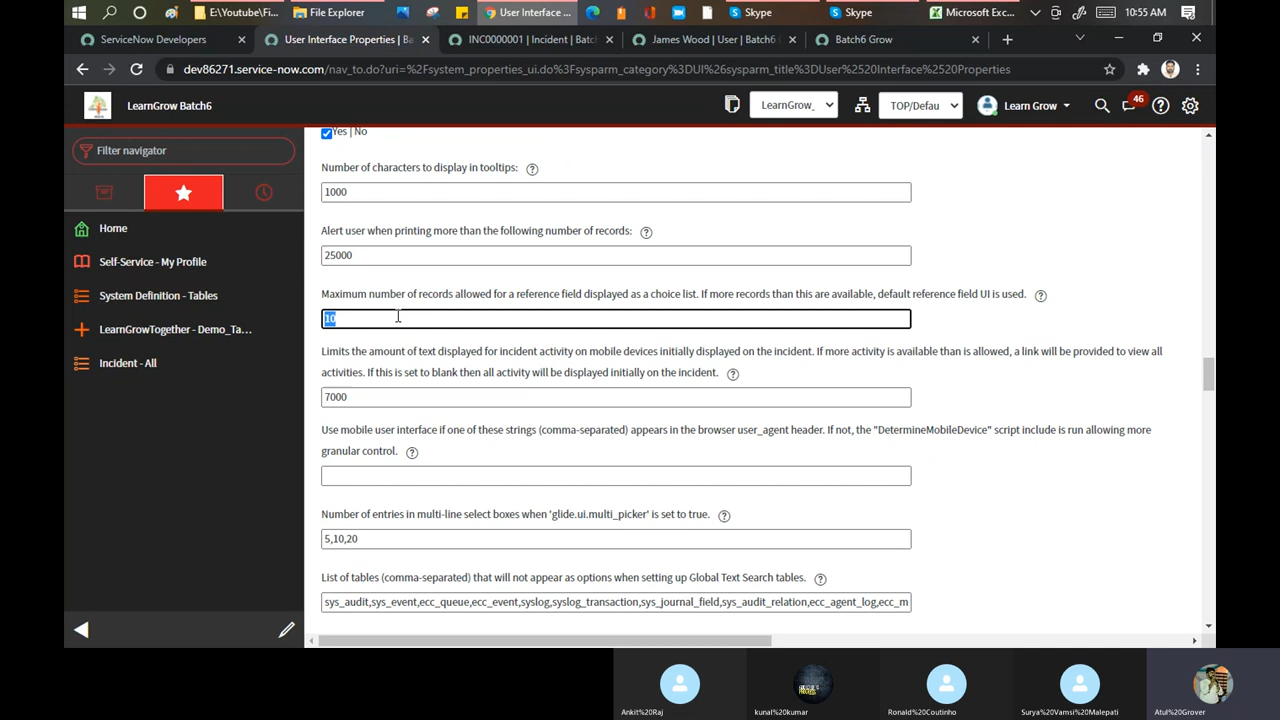 E:\Youtube\Fi...
File Explorer
User Interface ...
Skype
Skype
Microsoft Exc...
10:55 AM
ServiceNow Developers
User Interface Properties | Ba
INC0000001 | Incident | Batch
James Wood | User | Batch6
Batch6 Grow
dev86271.service-now.com/nav_to.do?uri=%2Fsystem_properties_ui.do%3Fsysparm_category%3DUI%26sysparm_title%3DUser%2520Interface%2520Properties
LearnGrow Batch6
LearnGrow_
TOP/Defau
Learn Grow
46
Filter navigator
Home
Self-Service - My Profile
System Definition - Tables
LearnGrowTogether - Demo_Ta...
Incident - All
Yes | No
Number of characters to display in tooltips:
1000
Alert user when printing more than the following number of records:
25000
Maximum number of records allowed for a reference field displayed as a choice list. If more records than this are available, default reference field UI is used.
10
Limits the amount of text displayed for incident activity on mobile devices initially displayed on the incident. If more activity is available than is allowed, a link will be provided to view all
activities. If this is set to blank then all activity will be displayed initially on the incident.
7000
Use mobile user interface if one of these strings (comma-separated) appears in the browser user_agent header. If not, the "DetermineMobileDevice" script include is run allowing more
granular control.
Number of entries in multi-line select boxes when 'glide.ui.multi_picker' is set to true.
5,10,20
List of tables (comma-separated) that will not appear as options when setting up Global Text Search tables.
sys_audit,sys_event,ecc_queue,ecc_event,syslog,syslog_transaction,sys_journal_field,sys_audit_relation,ecc_agent_log,ecc_m
Ankit%20Raj
kunal%20kumar
Ronald%20Coutinho
Surya%20Vamsi%20Malepati
Atul%20Grover